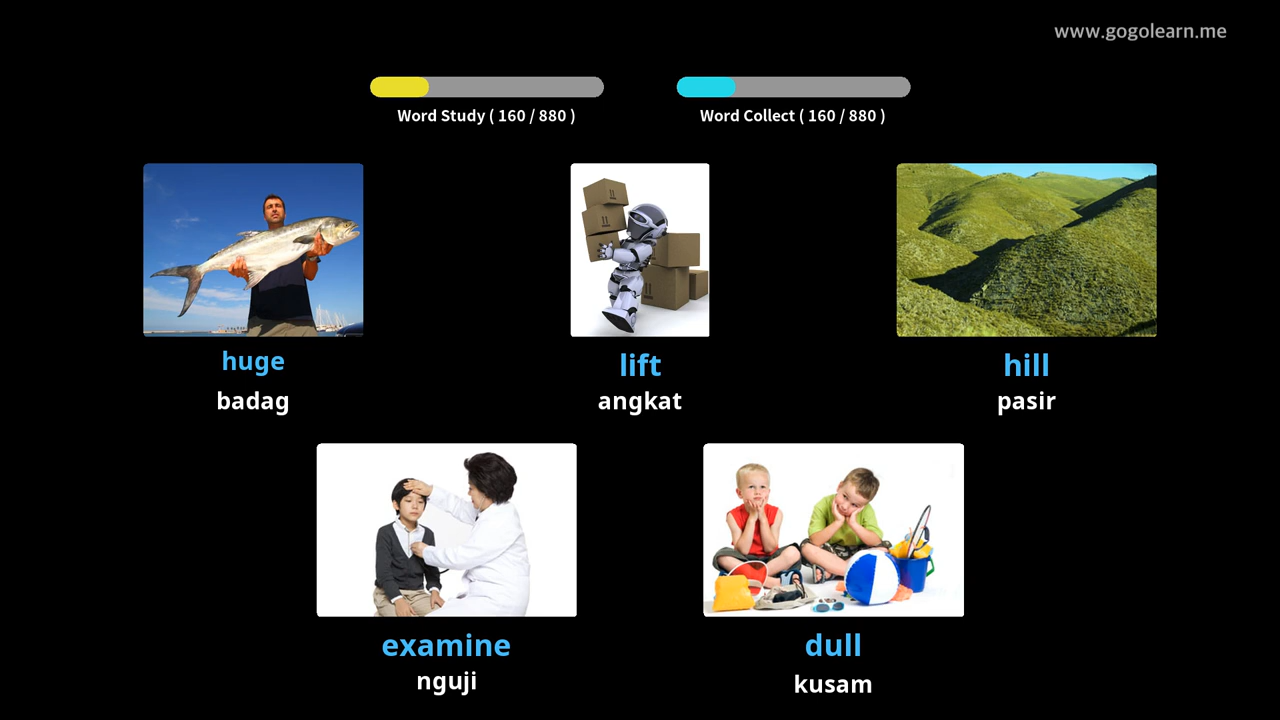 www.gogolearn.me
Word Study ( 160 / 880 )
Word Collect ( 160 / 880 )
huge
badag
lift
angkat
hill
pasir
examine
nguji
dull
kusam